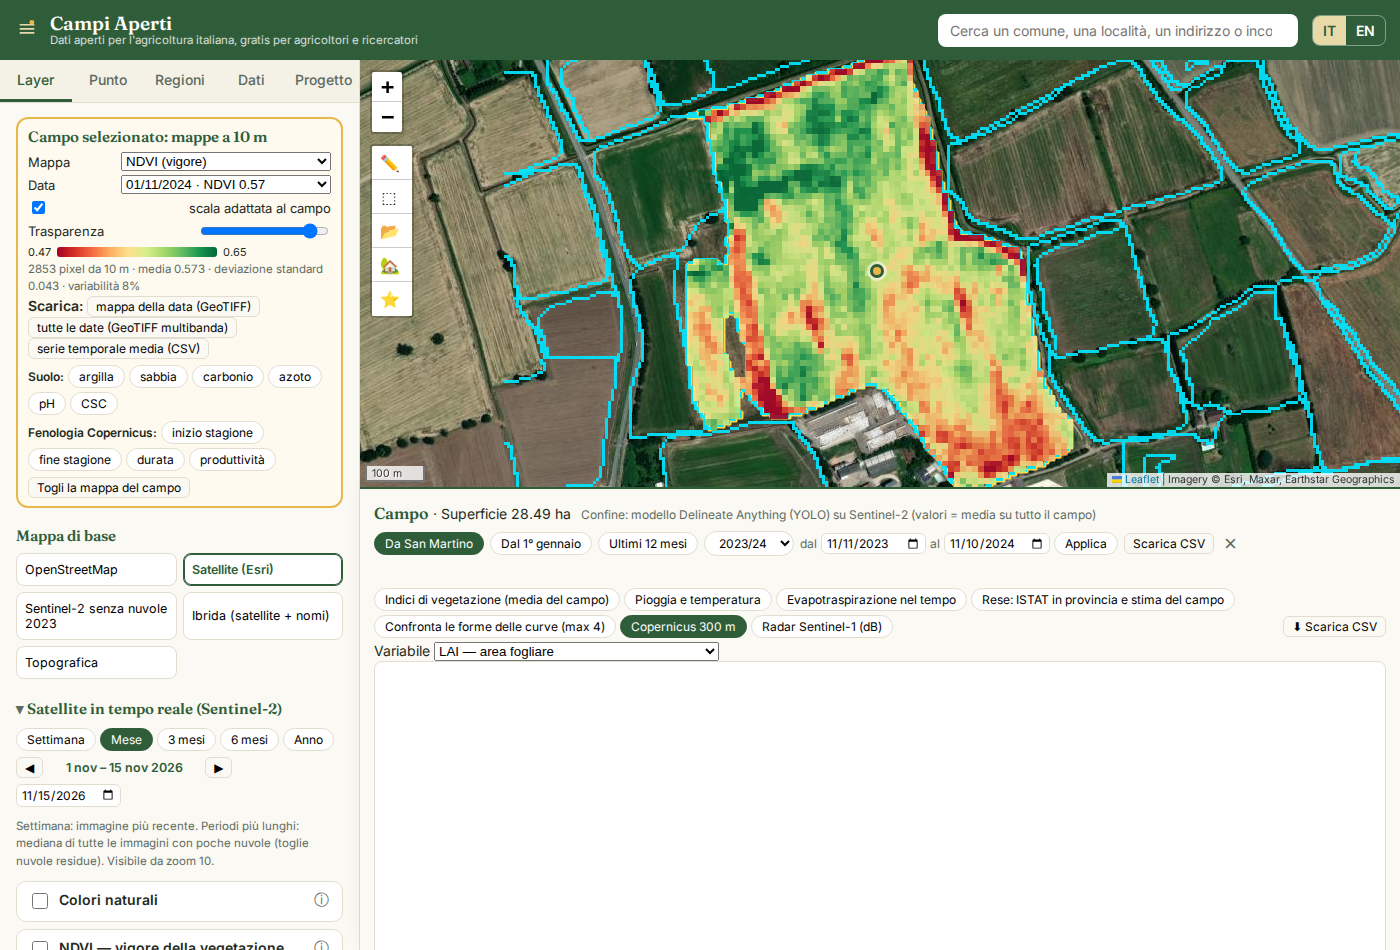 Campi Aperti
Dati aperti per l'agricoltura italiana, gratis per agricoltori e ricercatori
Cerca un comune, una località, un indirizzo o inco
IT EN
Layer Punto Regioni Dati Progetto
Campo selezionato: mappe a 10 m
Mappa NDVI (vigore)
Data 01/11/2024 · NDVI 0.57
scala adattata al campo
Trasparenza
0.47 0.65
2853 pixel da 10 m · media 0.573 · deviazione standard
0.043 · variabilità 8%
Scarica: mappa della data (GeoTIFF)
tutte le date (GeoTIFF multibanda)
serie temporale media (CSV)
Suolo: argilla sabbia carbonio azoto
pH CSC
Fenologia Copernicus: inizio stagione
fine stagione durata produttività
Togli la mappa del campo
Mappa di base
OpenStreetMap Satellite (Esri)
Sentinel-2 senza nuvole
2023
Ibrida (satellite + nomi)
Topografica
▾ Satellite in tempo reale (Sentinel-2)
Settimana Mese 3 mesi 6 mesi Anno
◀ 1 nov – 15 nov 2026 ▶
11/15/2026
Settimana: immagine più recente. Periodi più lunghi:
mediana di tutte le immagini con poche nuvole (toglie
nuvole residue). Visibile da zoom 10.
Colori naturali ⓘ
NDVI — vigore della vegetazione ⓘ
+
−
100 m
Leaflet | Imagery © Esri, Maxar, Earthstar Geographics
Campo · Superficie 28.49 ha Confine: modello Delineate Anything (YOLO) su Sentinel-2 (valori = media su tutto il campo)
Da San Martino Dal 1° gennaio Ultimi 12 mesi 2023/24 dal 11/11/2023 al 11/10/2024 Applica Scarica CSV ✕
Indici di vegetazione (media del campo) Pioggia e temperatura Evapotraspirazione nel tempo Rese: ISTAT in provincia e stima del campo
Confronta le forme delle curve (max 4) Copernicus 300 m Radar Sentinel-1 (dB) ⬇ Scarica CSV
Variabile LAI — area fogliare